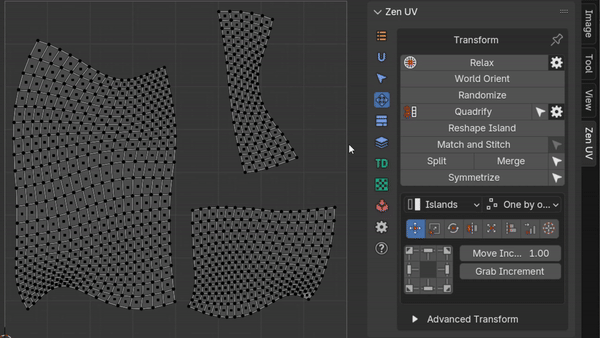 Zen UV
Transform
Relax
World Orient
Randomize
Quadrify
Reshape Island
Match and Stitch
Split Merge
Symmetrize
Islands One by o...
Move Inc... 1.00
Grab Increment
Advanced Transform
TD
Image
Tool
View
Zen UV